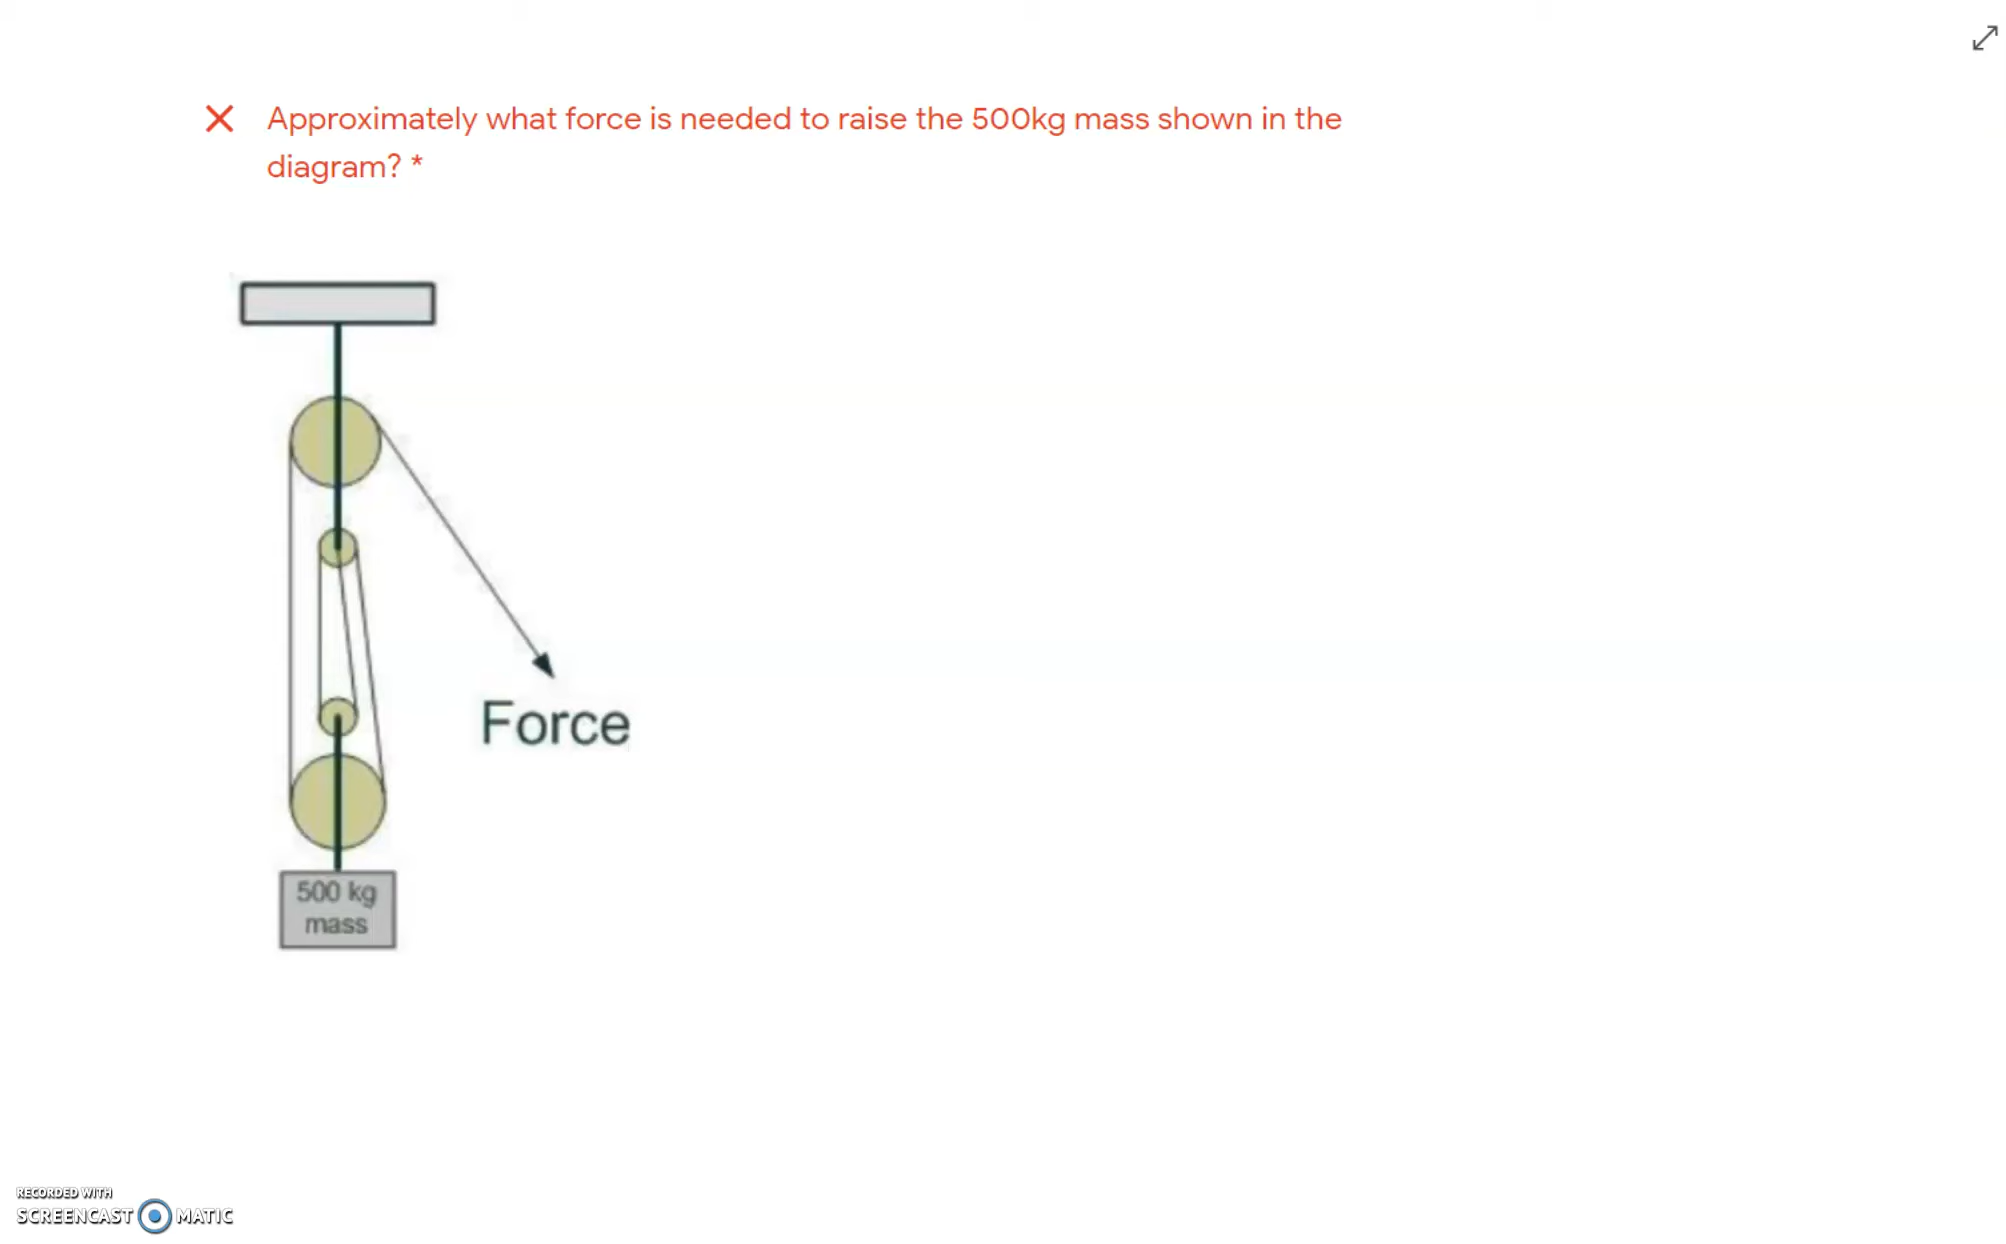 Approximately what force is needed to raise the 500kg mass shown in the
diagram? *
Force
500 kg
mass
RECORDED WITH
SCREENCAST MATIC